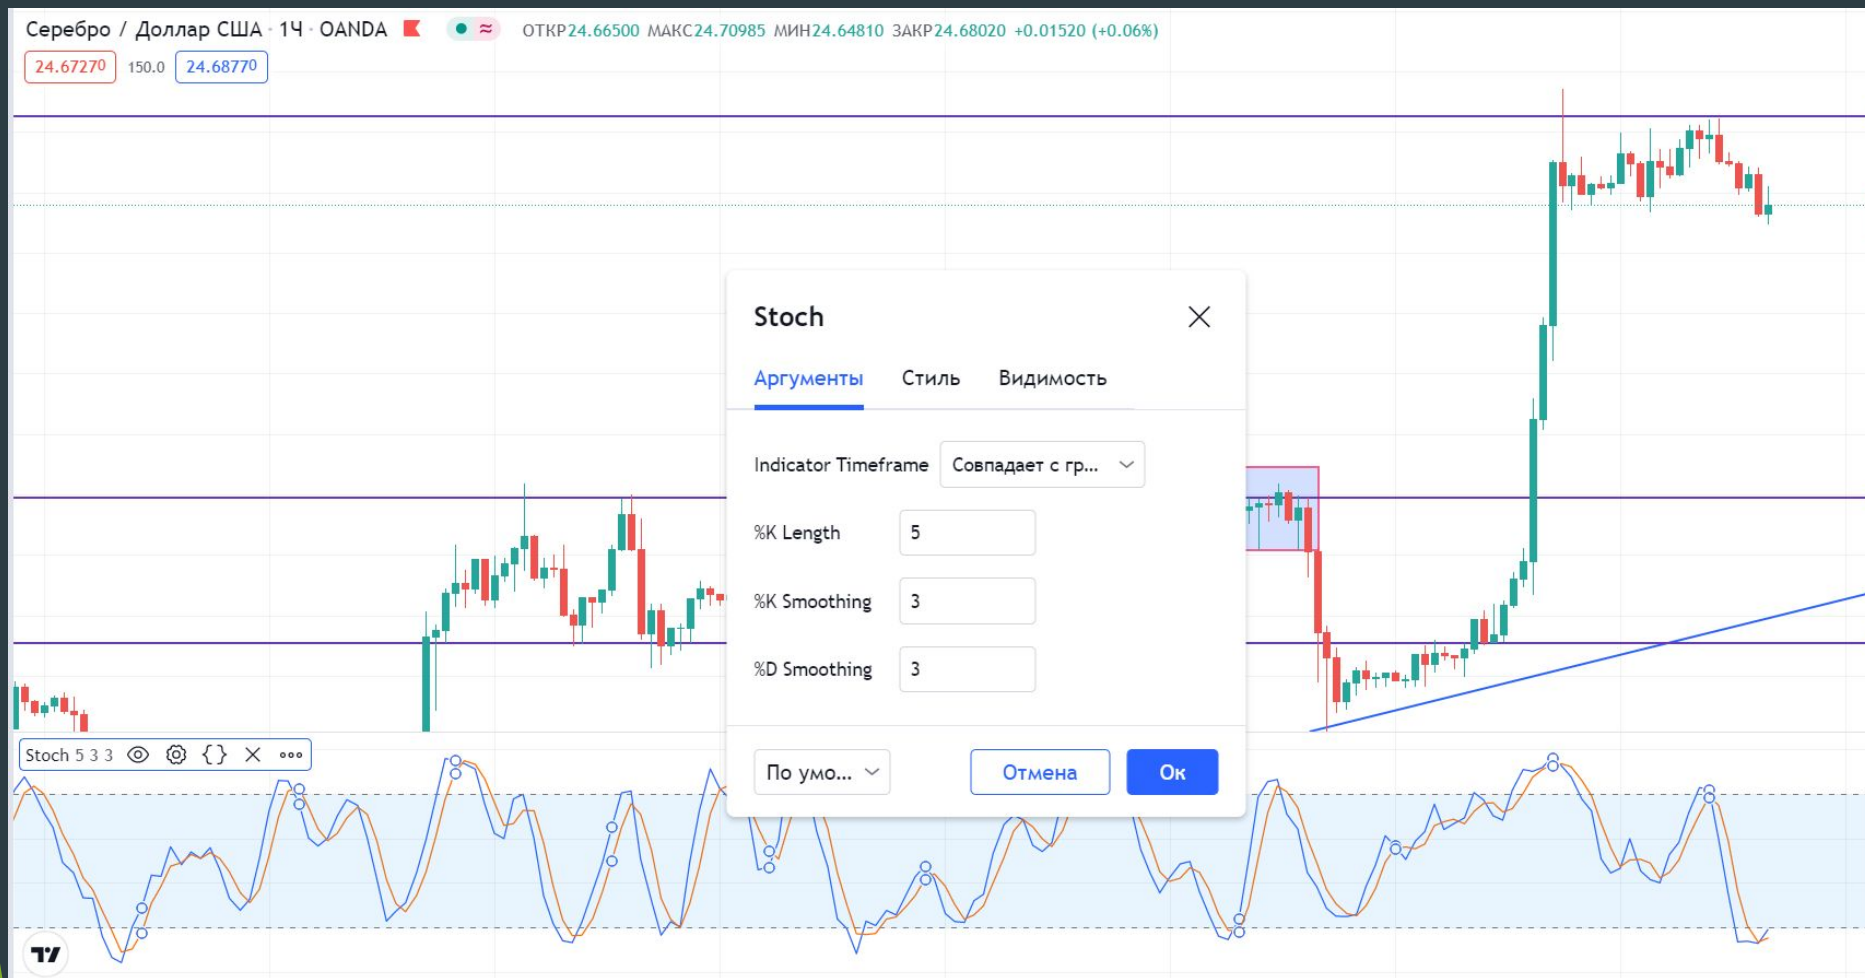 Серебро / Доллар США · 1Ч · OANDA ≈ ОТКР24.66500 МАКС24.70985 МИН24.64810 ЗАКР24.68020 +0.01520 (+0.06%)
24.67270 150.0 24.68770
Stoch
Аргументы Стиль Видимость
Indicator Timeframe Совпадает с гр...
%K Length 5
%K Smoothing 3
%D Smoothing 3
Stoch 5 3 3
По умо... Отмена Ок